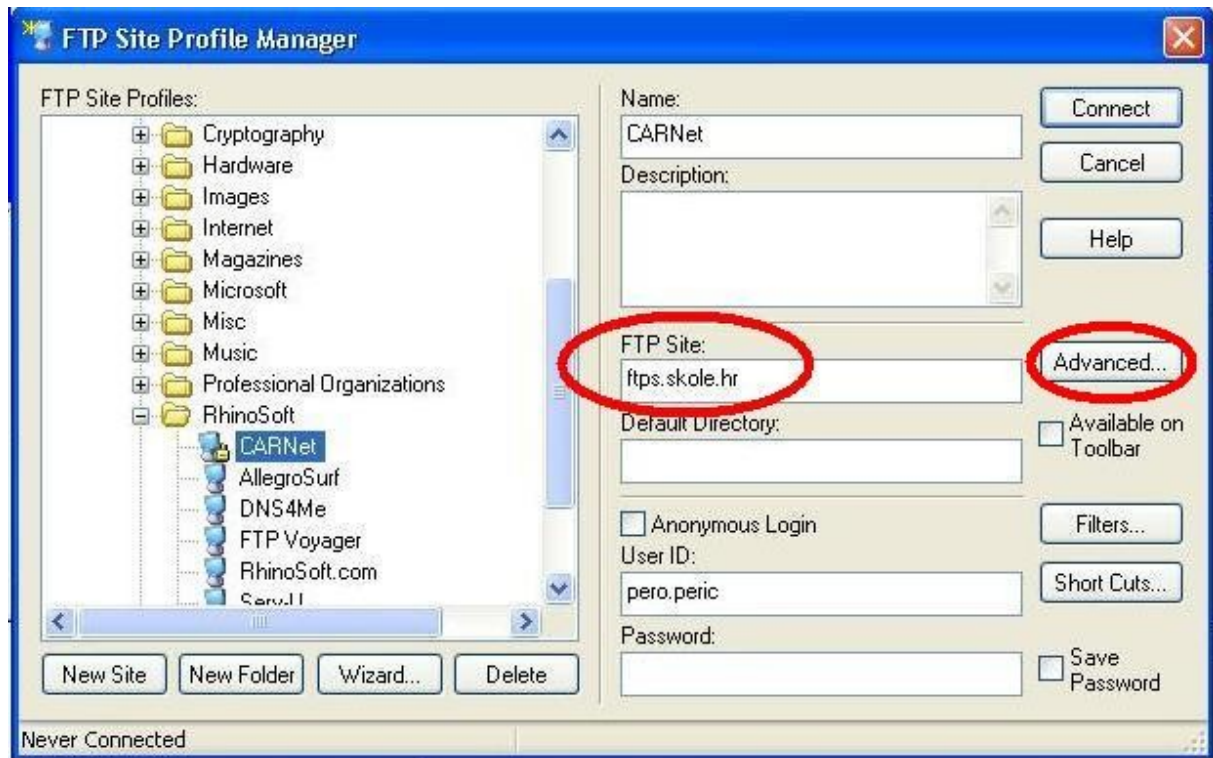 FTP Site Profile Manager
FTP Site Profiles:
Cryptography
Hardware
Images
Internet
Magazines
Microsoft
Misc
Music
Professional Organizations
RhinoSoft
CARNet
AllegroSurf
DNS4Me
FTP Voyager
RhinoSoft.com
Serv-U
New Site
New Folder
Wizard...
Delete
Name:
CARNet
Description:
FTP Site:
ftps.skole.hr
Default Directory:
Anonymous Login
User ID:
pero.peric
Password:
Connect
Cancel
Help
Advanced...
Available on
Toolbar
Filters...
Short Cuts...
Save
Password
Never Connected